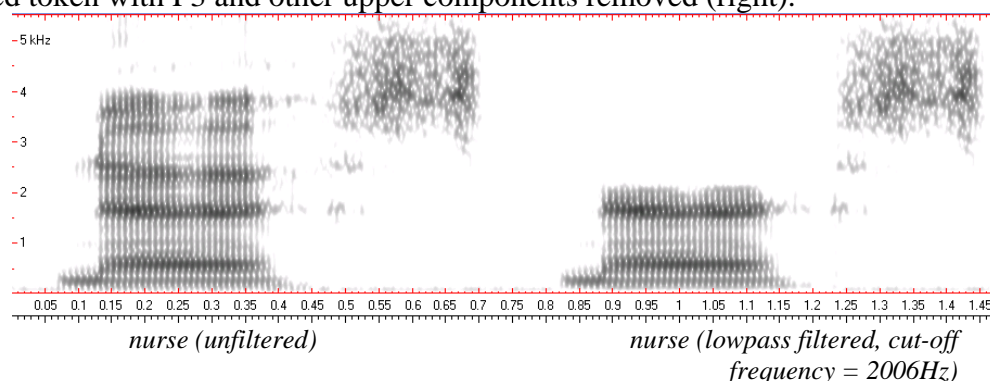 ed token with F3 and other upper components removed (right).
5 kHz
4
3
2
1
0.05 0.1 0.15 0.2 0.25 0.3 0.35 0.4 0.45 0.5 0.55 0.6 0.65 0.7 0.75 0.8 0.85 0.9 0.95 1 1.05 1.1 1.15 1.2 1.25 1.3 1.35 1.4 1.45
nurse (unfiltered) nurse (lowpass filtered, cut-off
frequency = 2006Hz)